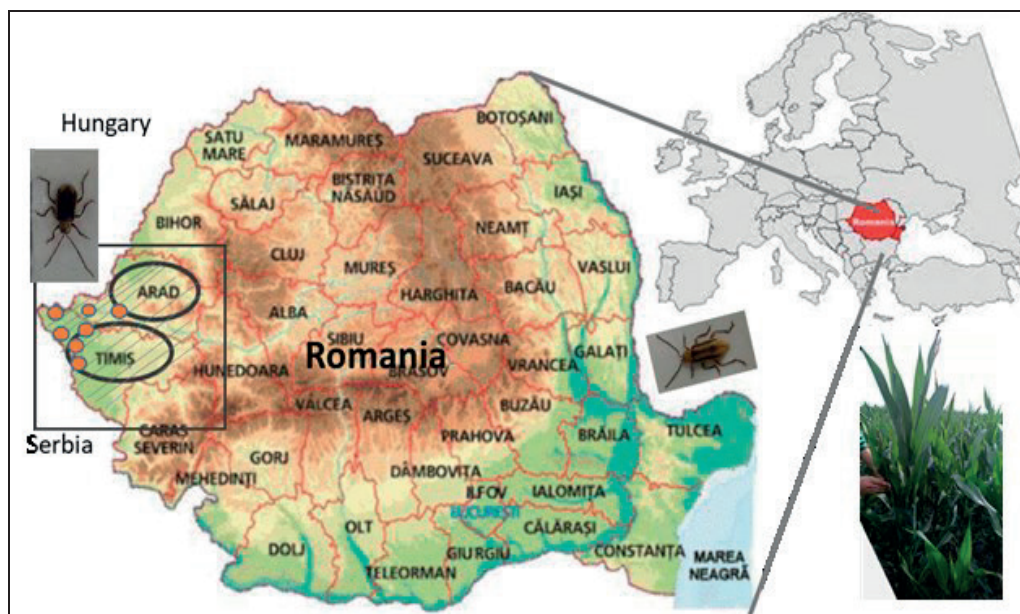 Hungary
BOTOȘANI
SATU
MARE
MARAMUREȘ
SUCEAVA
BISTRIȚA
NĂSĂUD
IAȘI
SĂLAJ
BIHOR
NEAMȚ
CLUJ
MUREȘ
VASLUI
BACĂU
HARGHITA
ARAD
ALBA
SIBIU
COVASNA
TIMIȘ
HUNEDOARA
Romania
BRAȘOV
VRANCEA
GALAȚI
VÂLCEA
ARGEȘ
BUZĂU
Serbia
CARAȘ
SEVERIN
GORJ
PRAHOVA
BRĂILA
TULCEA
MEHEDINȚI
DÂMBOVIȚA
ILFOV
IALOMIȚA
BUCUREȘTI
OLT
CĂLĂRAȘI
DOLJ
GIURGIU
TELEORMAN
CONSTANȚA
MAREA
NEAGRĂ
Romania